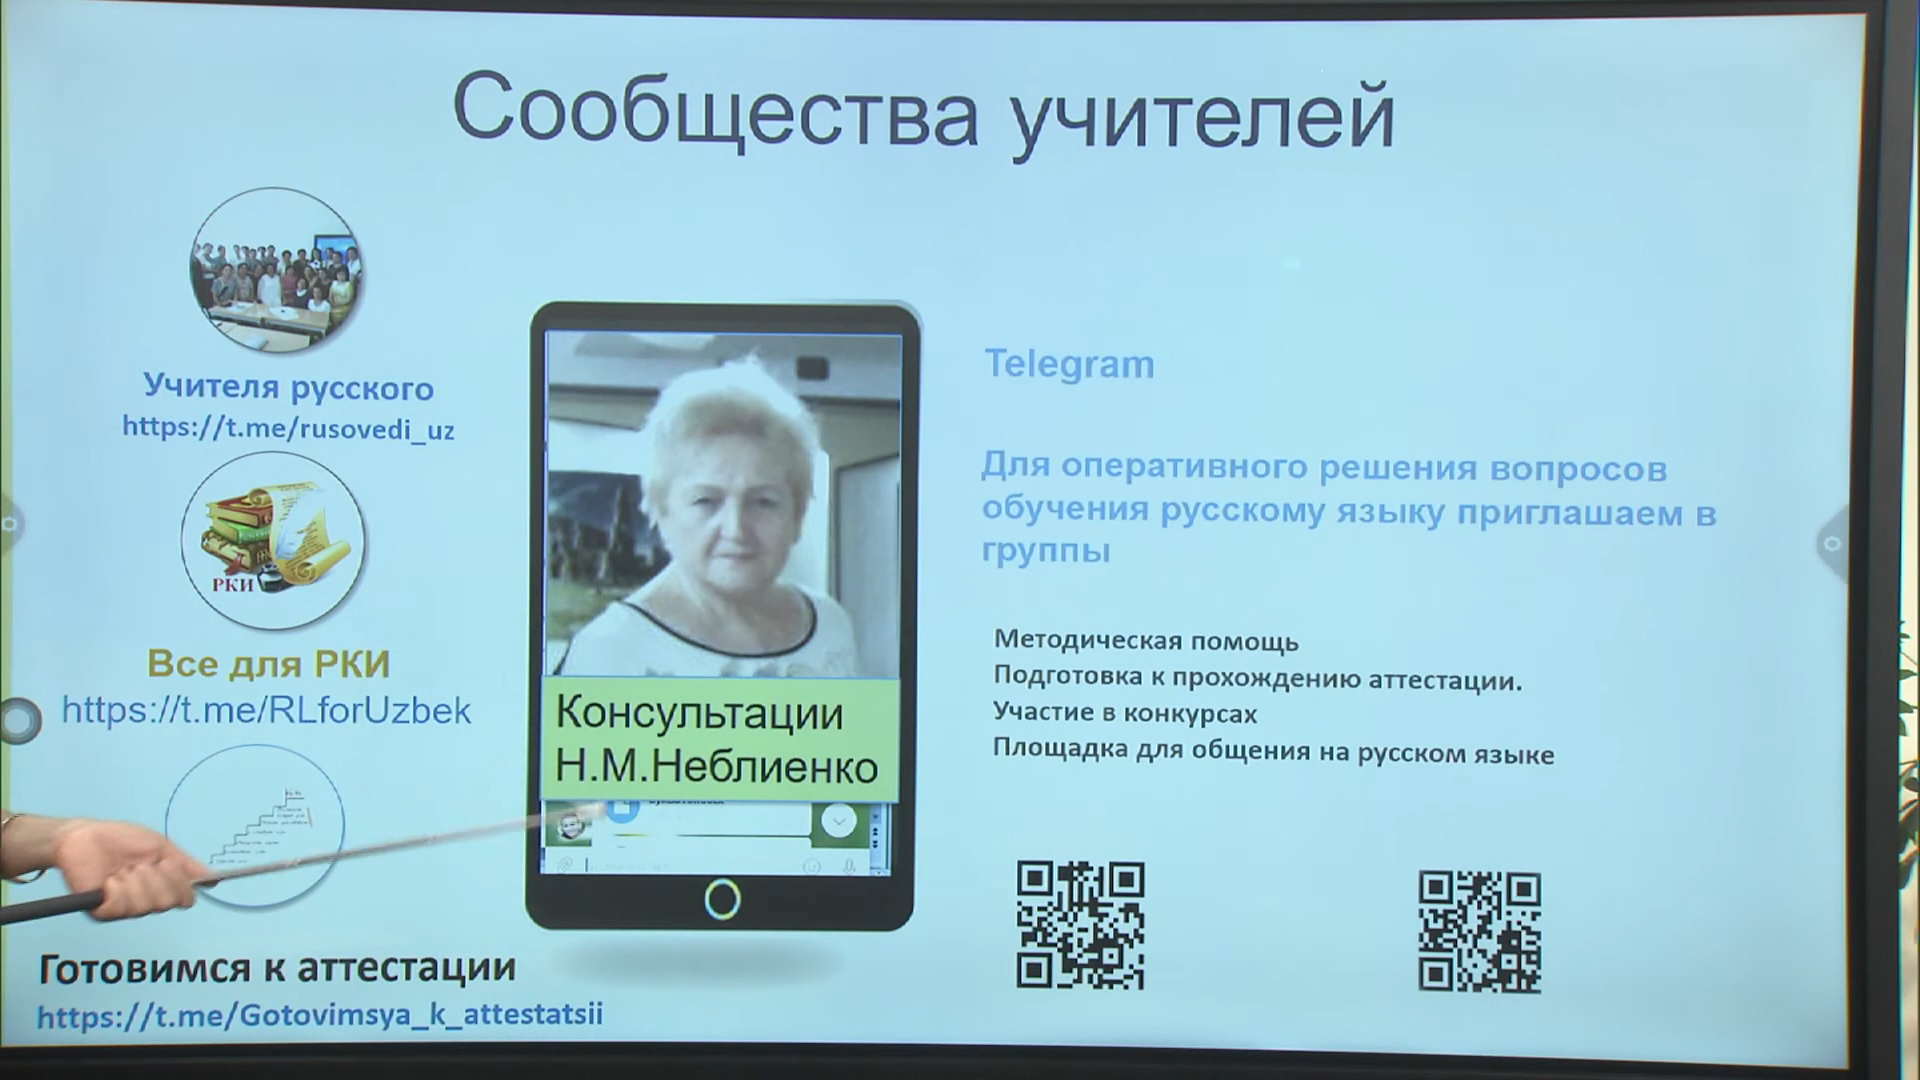 Сообщества учителей
Учителя русского
https://t.me/rusovedi_uz
РКИ
Все для РКИ
https://t.me/RLforUzbek
Готовимся к аттестации
https://t.me/Gotovimsya_k_attestatsii
Консультации
Н.М.Неблиенко
Telegram
Для оперативного решения вопросов
обучения русскому языку приглашаем в
группы
Методическая помощь
Подготовка к прохождению аттестации.
Участие в конкурсах
Площадка для общения на русском языке